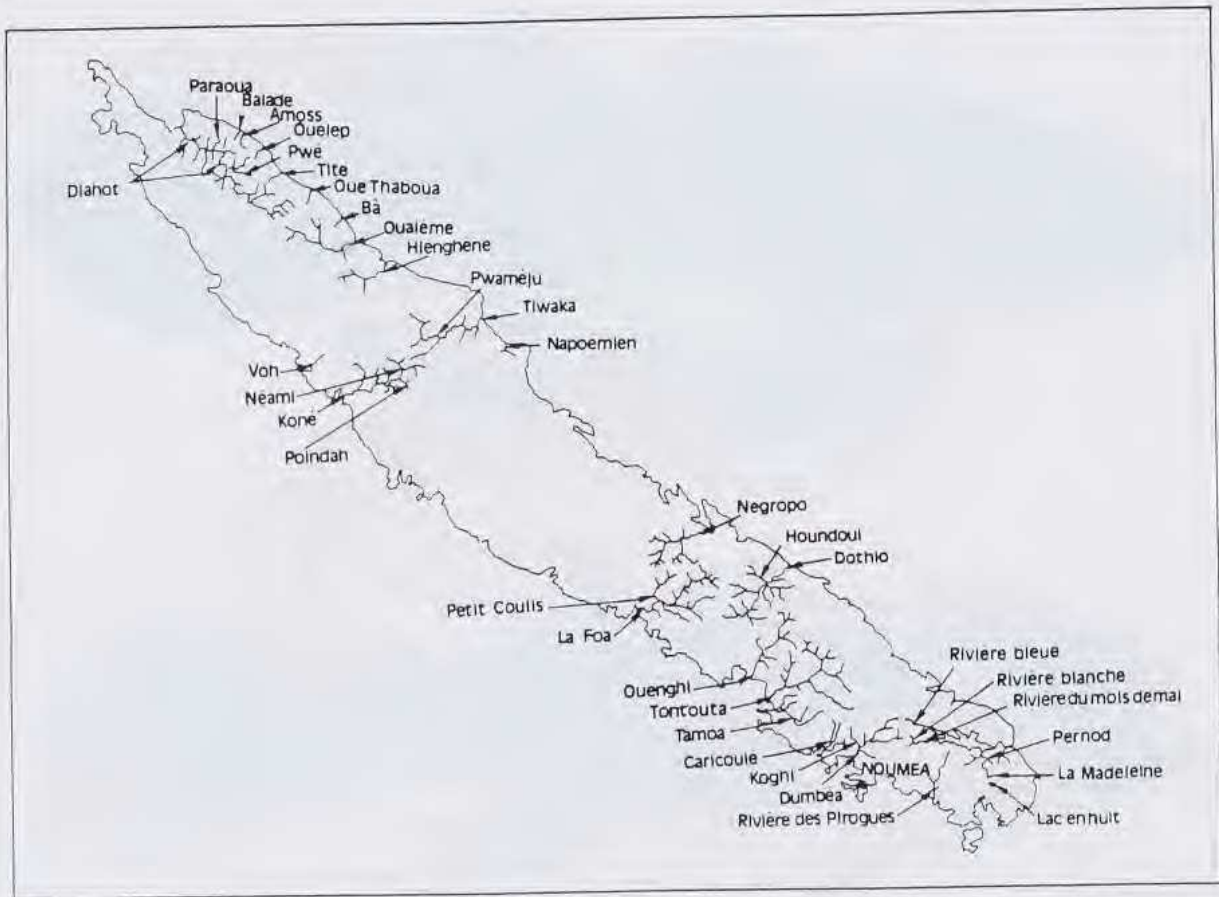 Paraoua
Balade
Amoss
Ouelep
Pwe
Tite
Diahot
Oue Thaboua
Bà
Ouaième
Hienghene
Pwaméju
Tiwaka
Napoemien
Voh
Néami
Koné
Poindah
Negropo
Houndoui
Dothio
Petit Coulis
La Foa
Rivière bleue
Ouenghi
Rivière blanche
Tontouta
Rivière du mois de mai
Tamoa
Pernod
Caricouié
Koghi
NOUMEA
La Madeleine
Dumbea
Rivière des Pirogues
Lac en huit